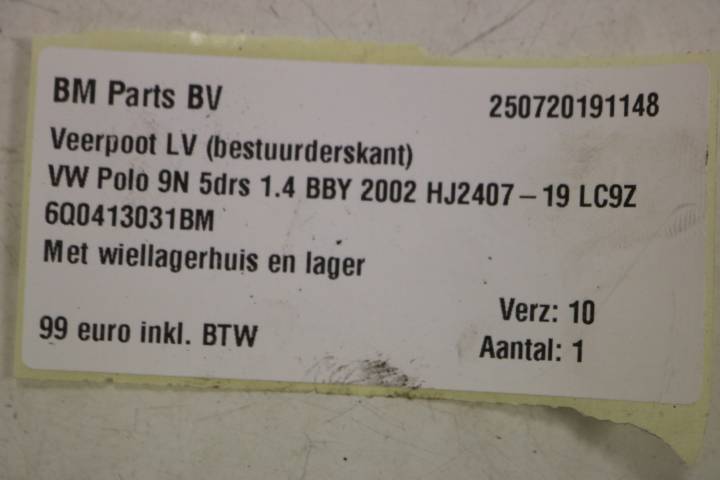 BM Parts BV 250720191148
Veerpoot LV (bestuurderskant)
VW Polo 9N 5drs 1.4 BBY 2002 HJ2407-19 LC9Z
6Q0413031BM
Met wiellagerhuis en lager
Verz: 10
99 euro inkl. BTW Aantal: 1